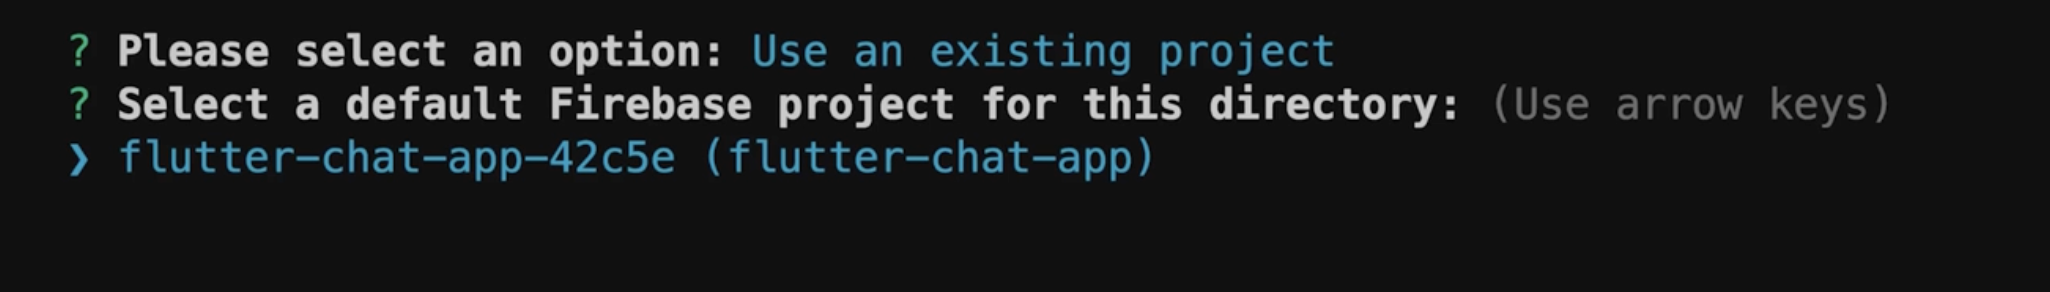 ? Please select an option: Use an existing project
? Select a default Firebase project for this directory: (Use arrow keys)
❯ flutter-chat-app-42c5e (flutter-chat-app)